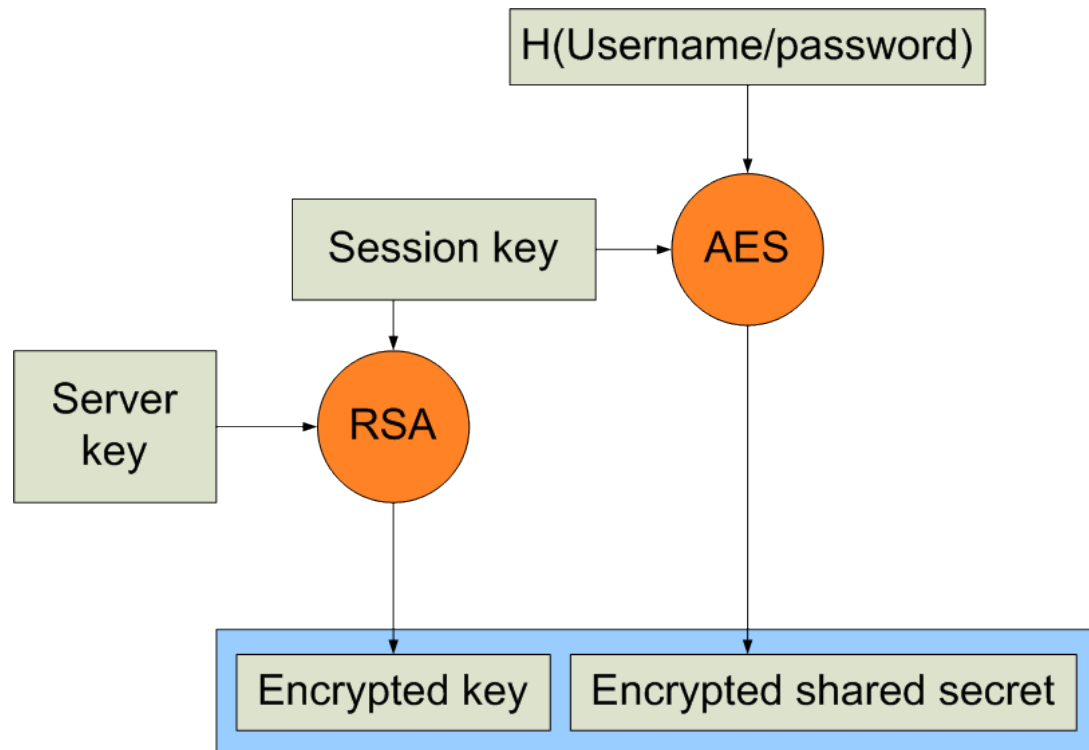 H(Username/password)
Session key
AES
Server
key
RSA
Encrypted key
Encrypted shared secret